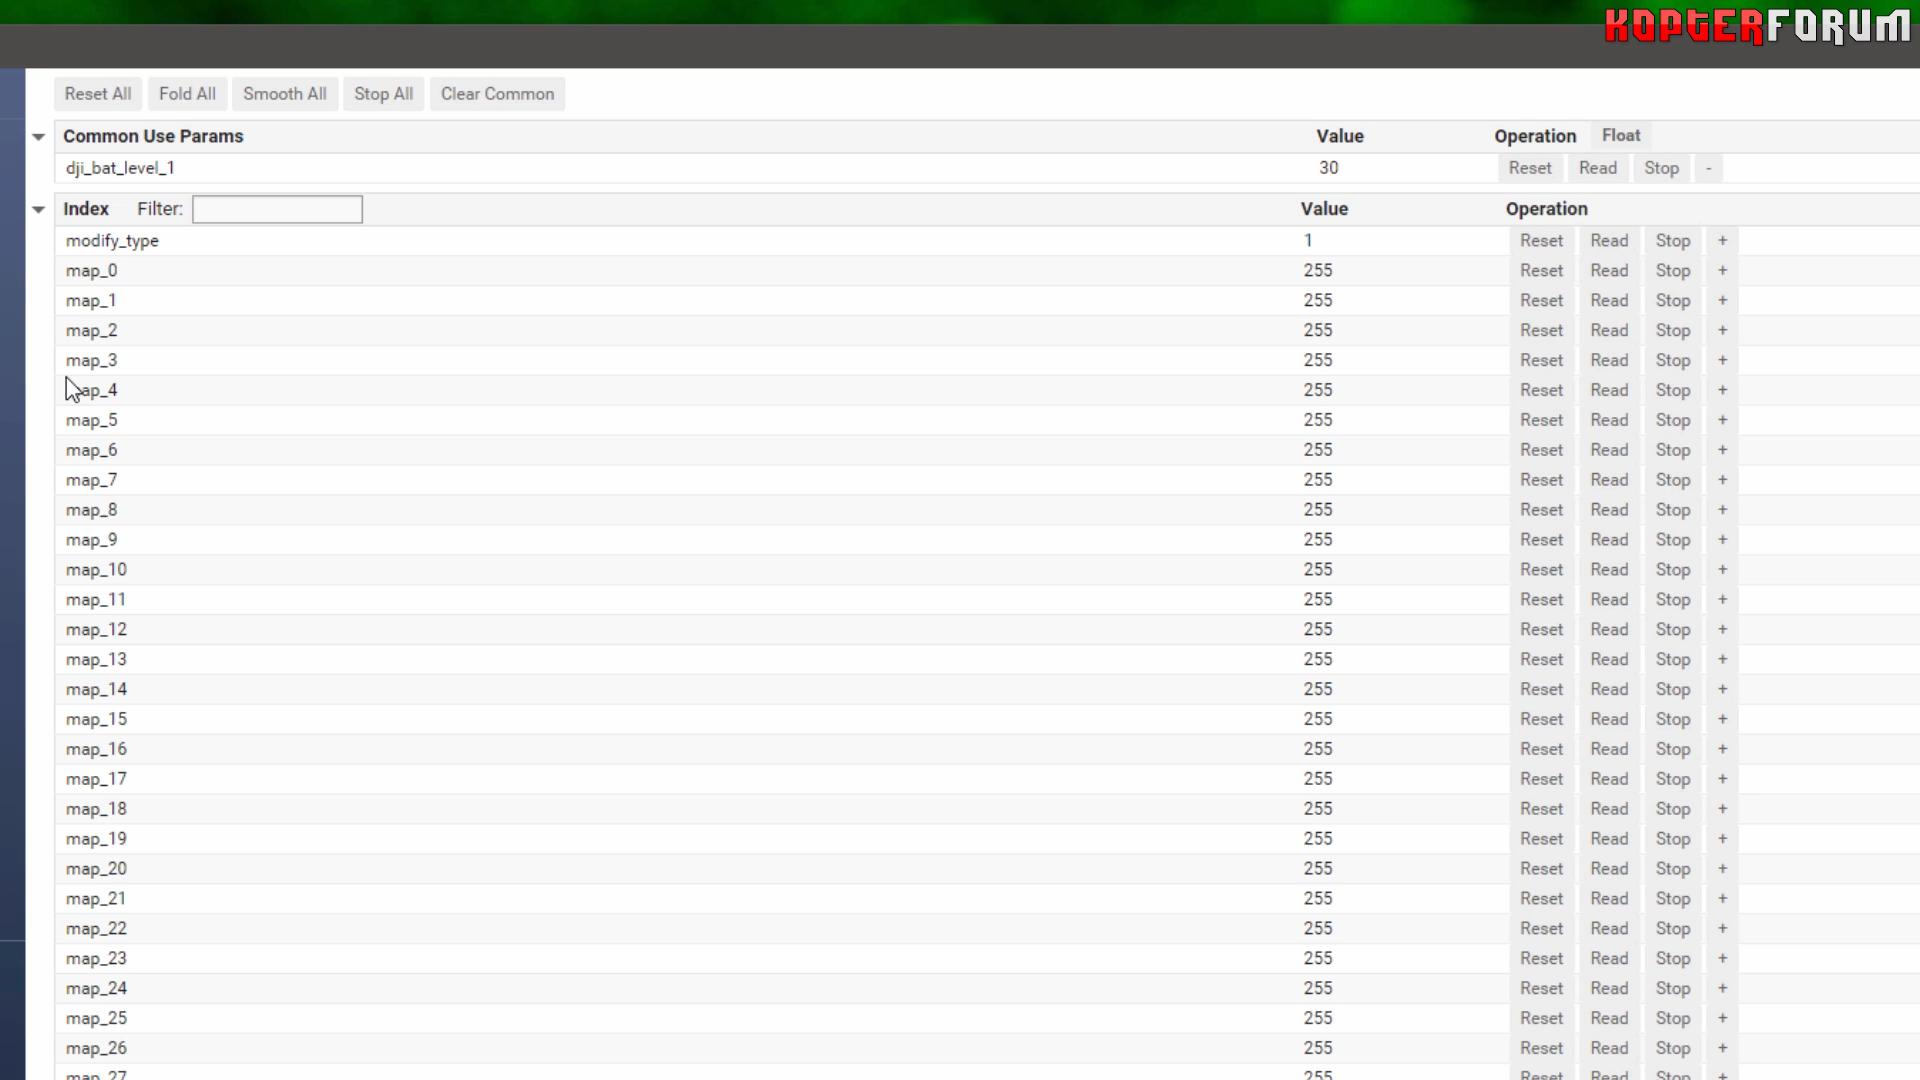 KOPTERFORUM
Reset All Fold All Smooth All Stop All Clear Common
Common Use Params Value Operation Float
dji_bat_level_1 30 Reset Read Stop -
Index Filter: Value Operation
modify_type 1 Reset Read Stop +
map_0 255 Reset Read Stop +
map_1 255 Reset Read Stop +
map_2 255 Reset Read Stop +
map_3 255 Reset Read Stop +
ap_4 255 Reset Read Stop +
map_5 255 Reset Read Stop +
map_6 255 Reset Read Stop +
map_7 255 Reset Read Stop +
map_8 255 Reset Read Stop +
map_9 255 Reset Read Stop +
map_10 255 Reset Read Stop +
map_11 255 Reset Read Stop +
map_12 255 Reset Read Stop +
map_13 255 Reset Read Stop +
map_14 255 Reset Read Stop +
map_15 255 Reset Read Stop +
map_16 255 Reset Read Stop +
map_17 255 Reset Read Stop +
map_18 255 Reset Read Stop +
map_19 255 Reset Read Stop +
map_20 255 Reset Read Stop +
map_21 255 Reset Read Stop +
map_22 255 Reset Read Stop +
map_23 255 Reset Read Stop +
map_24 255 Reset Read Stop +
map_25 255 Reset Read Stop +
map_26 255 Reset Read Stop +
map_27 255 Reset Read Stop +